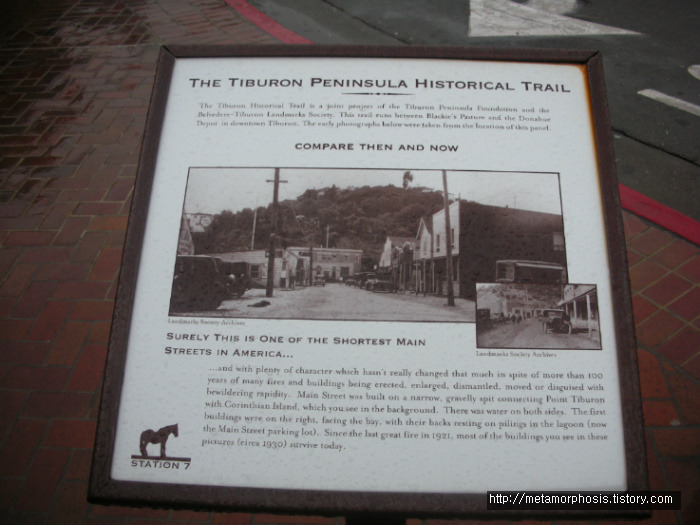 THE TIBURON PENINSULA HISTORICAL TRAIL
The Tiburon Historical Trail is a joint project of the Tiburon Peninsula Foundation and the
Belvedere-Tiburon Landmarks Society. This trail runs between Blackie's Pasture and the Donahue
Depot in downtown Tiburon. The early photographs below were taken from the location of this panel.
COMPARE THEN AND NOW
Landmarks Society Archives
Landmarks Society Archives
SURELY THIS IS ONE OF THE SHORTEST MAIN
STREETS IN AMERICA...
...and with plenty of character which hasn't really changed that much in spite of more than 100
years of many fires and buildings being erected, enlarged, dismantled, moved or disguised with
bewildering rapidity. Main Street was built on a narrow, gravelly spit connecting Point Tiburon
with Corinthian Island, which you see in the background. There was water on both sides. The first
buildings were on the right, facing the bay, with their backs resting on pilings in the lagoon (now
the Main Street parking lot). Since the last great fire in 1921, most of the buildings you see in these
pictures (circa 1930) survive today.
STATION 7
http://metamorphosis.tistory.com